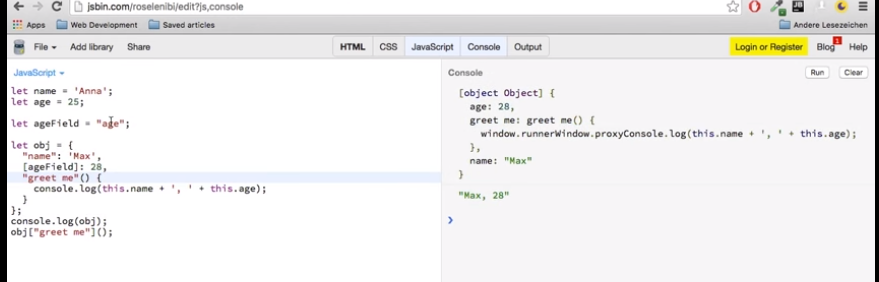 jsbin.com/roselenibi/edit?js,console
Apps Web Development Saved articles Andere Lesezeichen
File Add library Share HTML CSS JavaScript Console Output Login or Register Blog 1 Help
JavaScript
let name = 'Anna';
let age = 25;
let ageField = "age";
let obj = {
"name": 'Max',
[ageField]: 28,
"greet me"() {
console.log(this.name + ', ' + this.age);
}
};
console.log(obj);
obj["greet me"]();
Console Run Clear
[object Object] {
age: 28,
greet me: greet me() {
window.runnerWindow.proxyConsole.log(this.name + ', ' + this.age);
},
name: "Max"
}
"Max, 28"